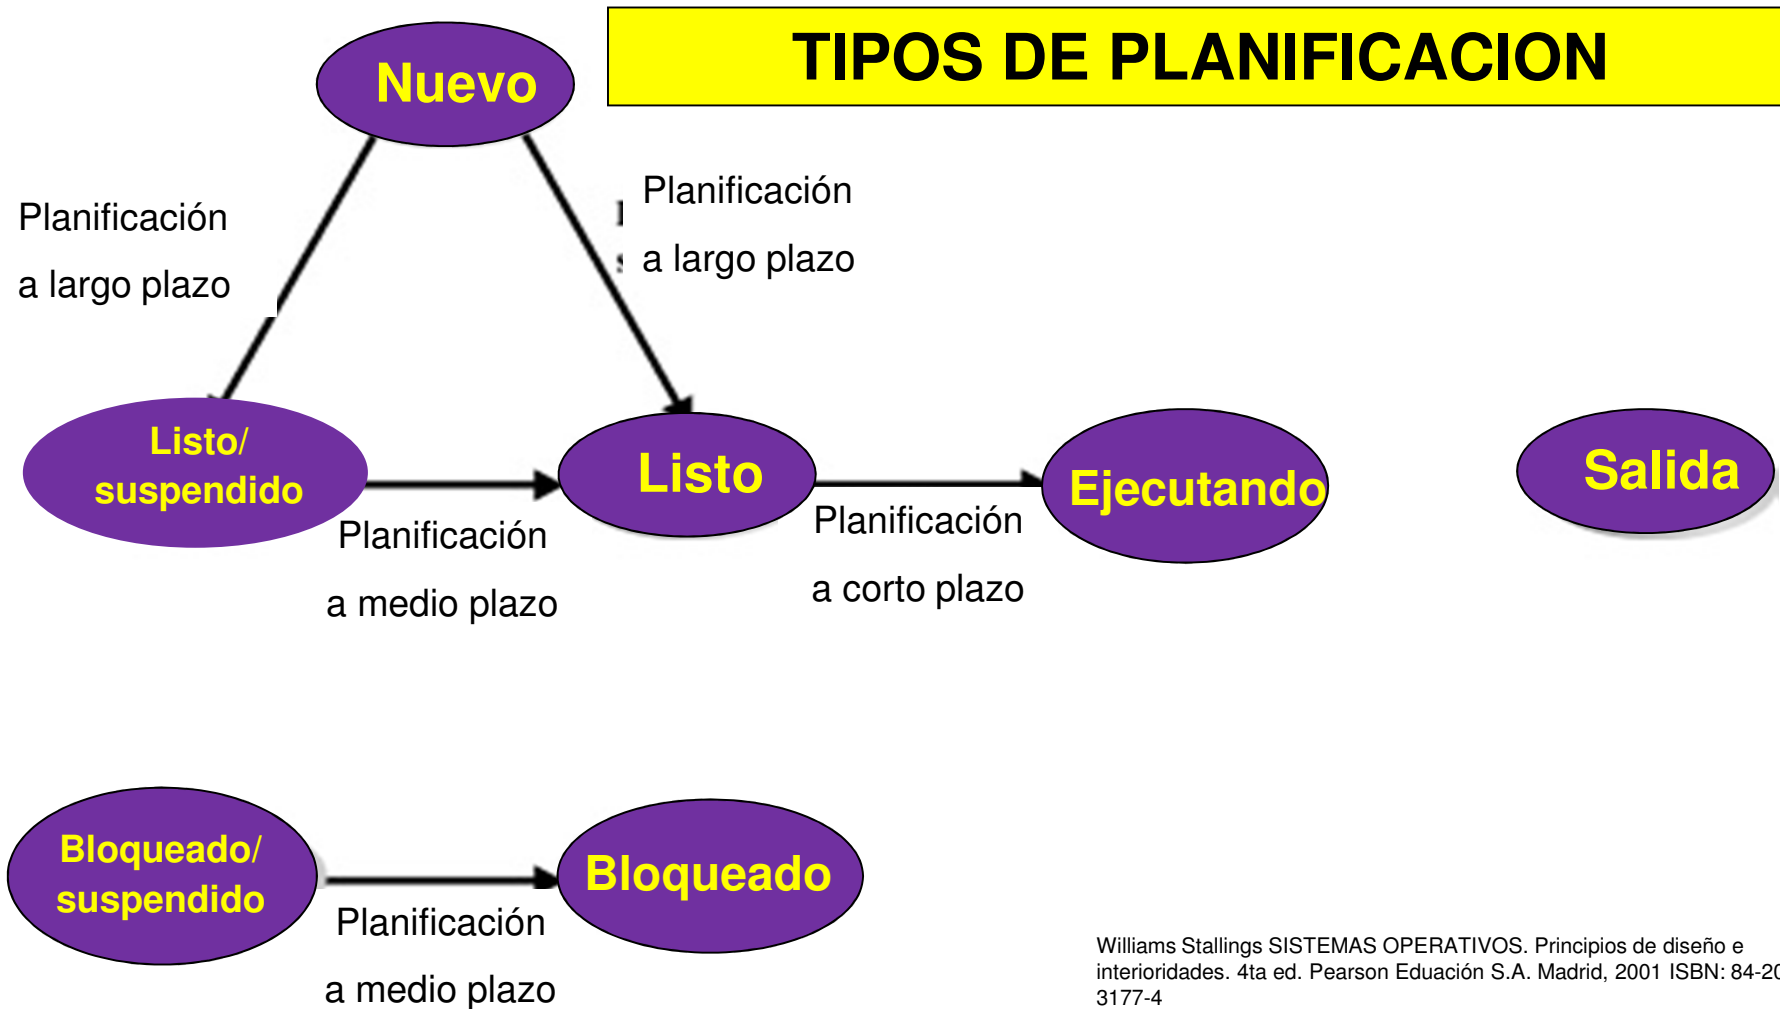 TIPOS DE PLANIFICACION
Nuevo
Planificación
a largo plazo
Planificación
a largo plazo
Listo/
suspendido
Listo
Ejecutando
Salida
Planificación
a medio plazo
Planificación
a corto plazo
Bloqueado/
suspendido
Bloqueado
Planificación
a medio plazo
Williams Stallings SISTEMAS OPERATIVOS. Principios de diseño e
interioridades. 4ta ed. Pearson Eduación S.A. Madrid, 2001 ISBN: 84-20
3177-4